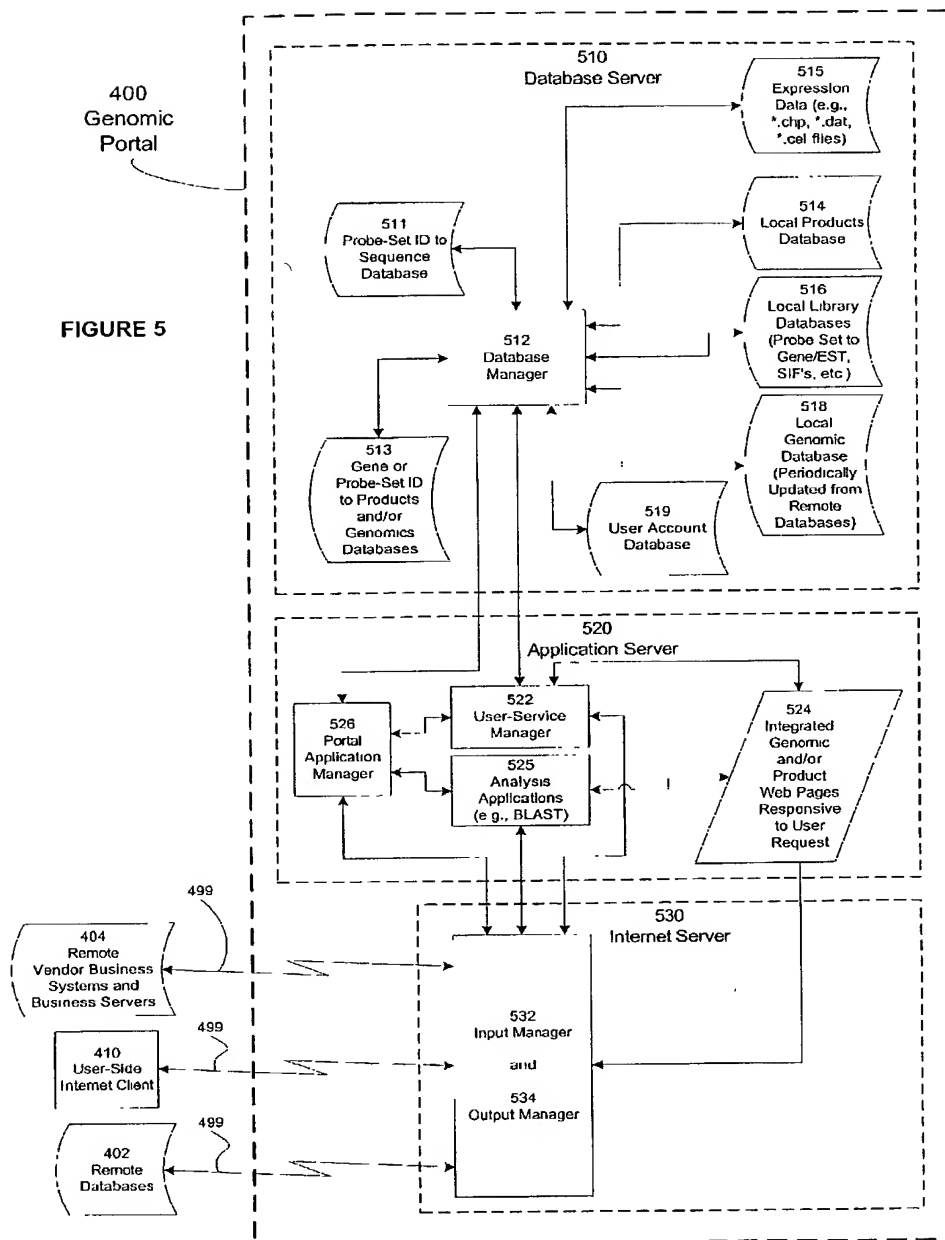 400
Genomic
Portal
FIGURE 5
510
Database Server
515
Expression
Data (e.g.,
*.chp, *.dat,
*.cel files)
511
Probe-Set ID to
Sequence
Database
514
Local Products
Database
512
Database
Manager
516
Local Library
Databases
(Probe Set to
Gene/EST,
SIF's, etc )
513
Gene or
Probe-Set ID
to Products
and/or
Genomics
Databases
518
Local
Genomic
Database
(Periodically
Updated from
Remote
Databases)
519
User Account
Database
520
Application Server
526
Portal
Application
Manager
522
User-Service
Manager
525
Analysis
Applications
(e g., BLAST)
524
Integrated
Genomic
and/or
Product
Web Pages
Responsive
to User
Request
530
Internet Server
532
Input Manager
and
534
Output Manager
499
404
Remote
Vendor Business
Systems and
Business Servers
499
410
User-Side
Internet Client
499
402
Remote
Databases